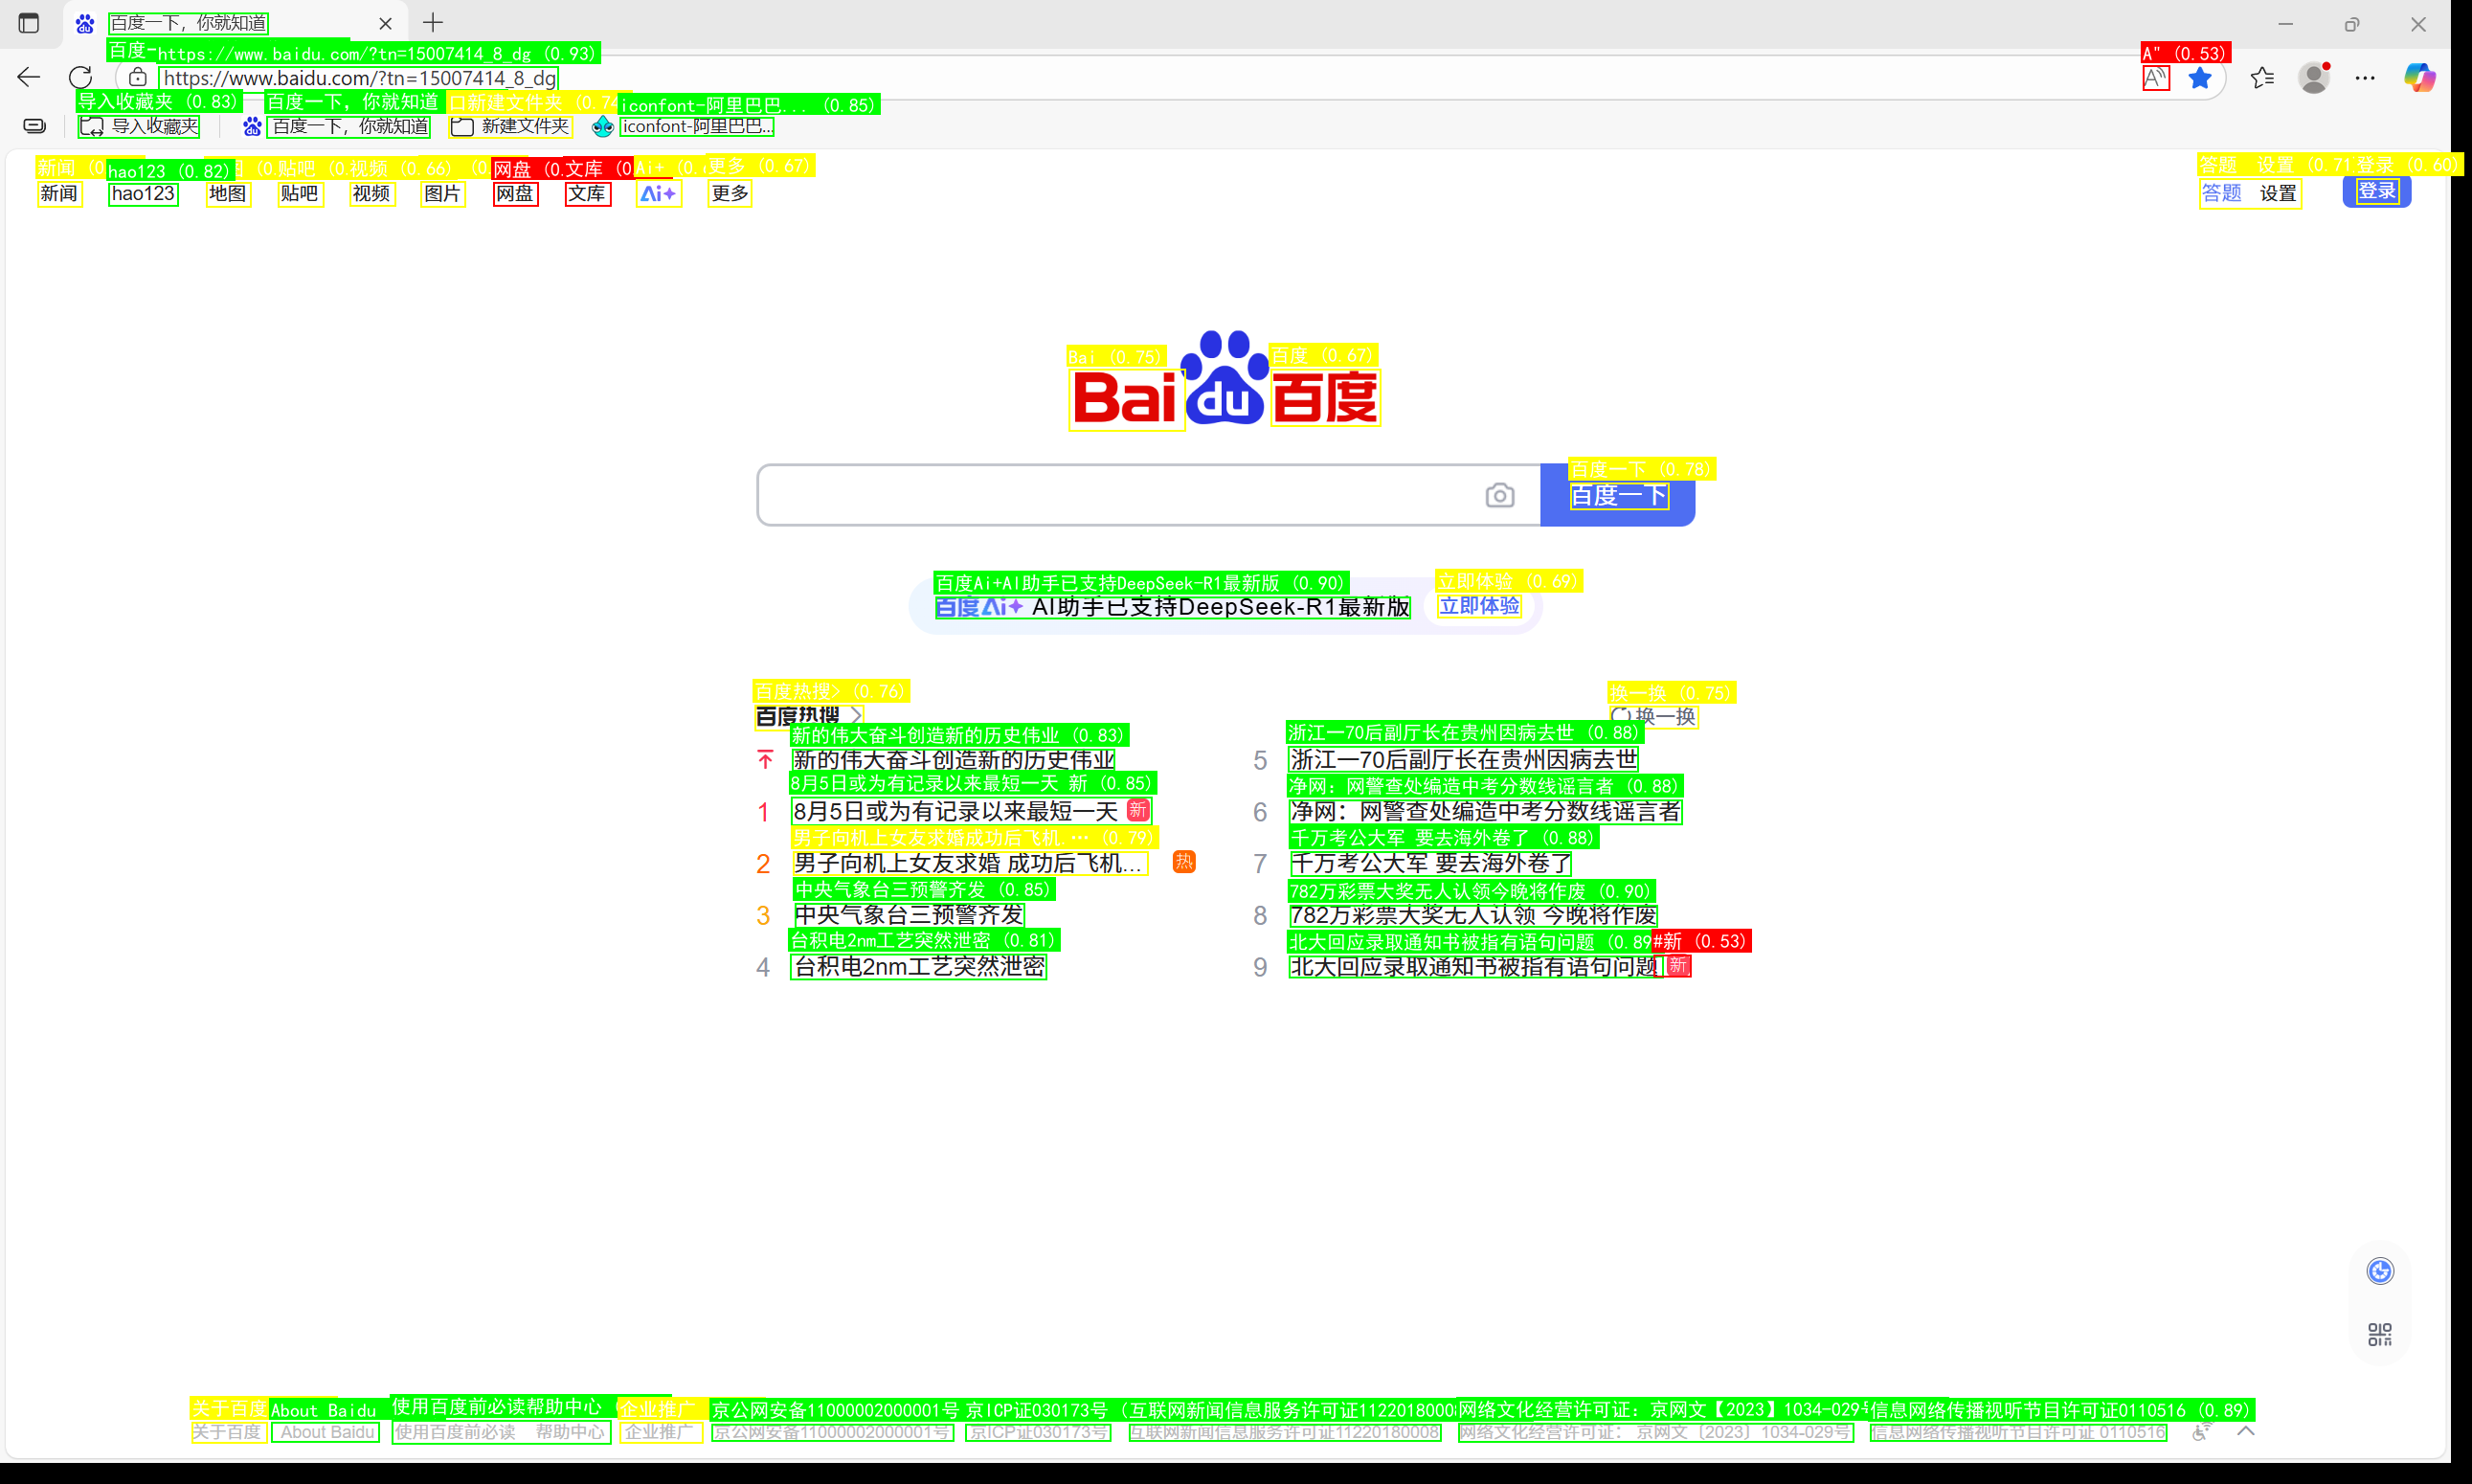 百度一下，你就知道
百度一 https://www.baidu.com/?tn=15007414_8_dg (0.93) A" (0.53)
https://www.baidu.com/?tn=15007414_8_dg
导入收藏夹 (0.83) 百度一下，你就知道 口新建文件夹 (0.74 iconfont-阿里巴巴... (0.85)
导入收藏夹 百度一下，你就知道 新建文件夹 iconfont-阿里巴巴...
新闻 (0 hao123 (0.82) (0. 贴吧 (0. 视频 (0.66) (0 网盘 (0. 文库 (0 Ai+ (0. 更多 (0.67) 答题 设置 (0.71 登录 (0.60)
新闻 hao123 地图 贴吧 视频 图片 网盘 文库 Ai+ 更多 答题 设置 登录
Bai (0.75) 百度 (0.67)
Bai du 百度
百度一下 (0.78)
百度一下
百度Ai+AI助手已支持DeepSeek-R1最新版 (0.90) 立即体验 (0.69)
百度Ai+ AI助手已支持DeepSeek-R1最新版 立即体验
百度热搜> (0.76) 换一换 (0.75)
百度热搜 > 换一换
新的伟大奋斗创造新的历史伟业 (0.83) 浙江一70后副厅长在贵州因病去世 (0.88)
新的伟大奋斗创造新的历史伟业 5 浙江一70后副厅长在贵州因病去世
8月5日或为有记录以来最短一天 新 (0.85) 净网：网警查处编造中考分数线谣言者 (0.88)
1 8月5日或为有记录以来最短一天 新 6 净网：网警查处编造中考分数线谣言者
男子向机上女友求婚成功后飞机 … (0.79) 千万考公大军 要去海外卷了 (0.88)
2 男子向机上女友求婚 成功后飞机... 热 7 千万考公大军 要去海外卷了
中央气象台三预警齐发 (0.85) 782万彩票大奖无人认领今晚将作废 (0.90)
3 中央气象台三预警齐发 8 782万彩票大奖无人认领 今晚将作废
台积电2nm工艺突然泄密 (0.81) 北大回应录取通知书被指有语句问题 (0.89 #新 (0.53)
4 台积电2nm工艺突然泄密 9 北大回应录取通知书被指有语句问题 新
关于百度 About Baidu 使用百度前必读帮助中心 企业推广 京公网安备11000002000001号 京ICP证030173号 (互联网新闻信息服务许可证1122018000 网络文化经营许可证：京网文【2023】1034-029 信息网络传播视听节目许可证0110516 (0.89)
关于百度 About Baidu 使用百度前必读 帮助中心 企业推广 京公网安备11000002000001号 京ICP证030173号 互联网新闻信息服务许可证11220180008 网络文化经营许可证： 京网文〔2023〕1034-029号 信息网络传播视听节目许可证 0110516